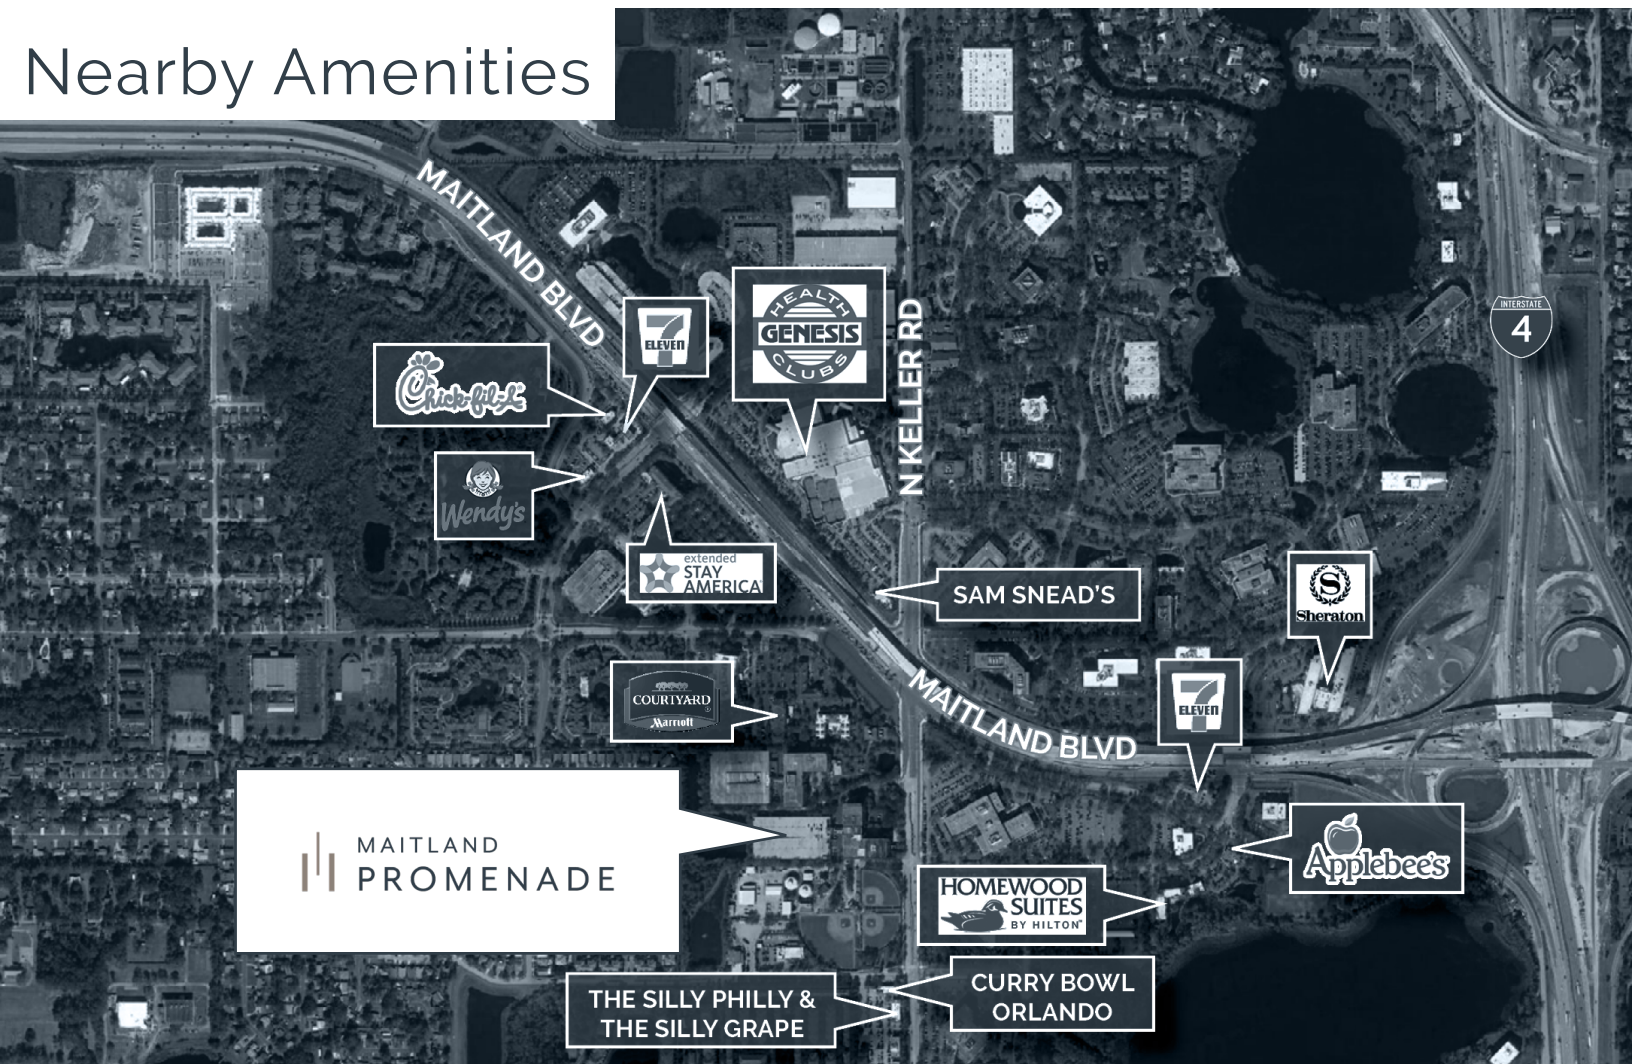 Nearby Amenities
MAITLAND BLVD
7
ELEVEN
HEALTH
GENESIS
CLUBS
N KELLER RD
INTERSTATE
4
Chick-fil-A
Wendy's
extended
STAY
AMERICA
SAM SNEAD'S
S
Sheraton
COURTYARD
Marriott
MAITLAND BLVD
7
ELEVEN
MAITLAND
PROMENADE
Applebee's
HOMEWOOD
SUITES
BY HILTON™
CURRY BOWL
ORLANDO
THE SILLY PHILLY &
THE SILLY GRAPE